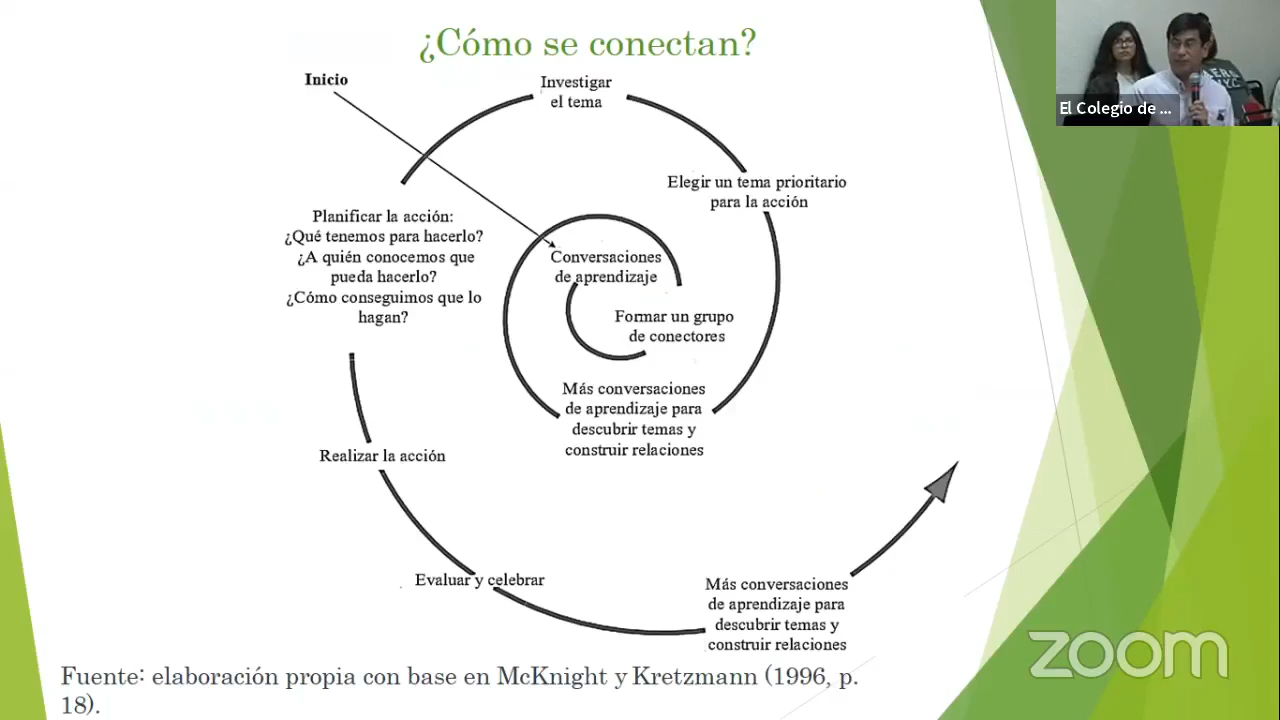 ¿Cómo se conectan?
Inicio
Investigar
el tema
Elegir un tema prioritario
para la acción
Planificar la acción:
¿Qué tenemos para hacerlo?
¿A quién conocemos que
pueda hacerlo?
¿Cómo conseguimos que lo
hagan?
Conversaciones
de aprendizaje
Formar un grupo
de conectores
Más conversaciones
de aprendizaje para
descubrir temas y
construir relaciones
Realizar la acción
Evaluar y celebrar
Más conversaciones
de aprendizaje para
descubrir temas y
construir relaciones
Fuente: elaboración propia con base en McKnight y Kretzmann (1996, p.
18).
El Colegio de ...
zoom